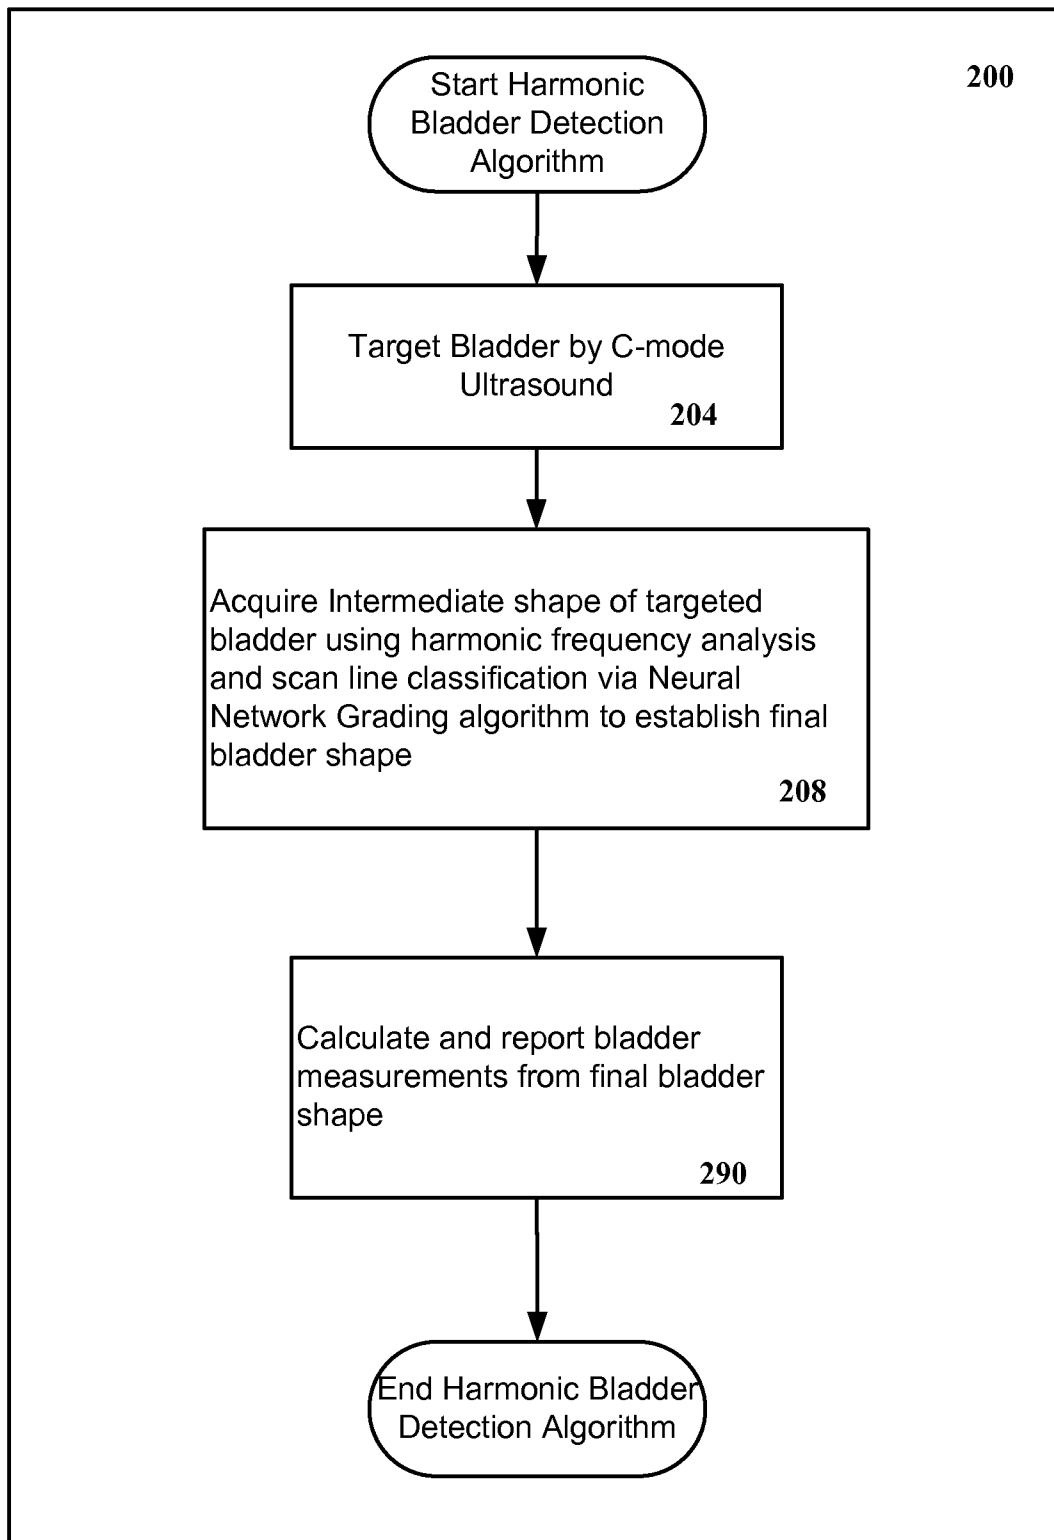 200
Start Harmonic
Bladder Detection
Algorithm
Target Bladder by C-mode
Ultrasound
204
Acquire Intermediate shape of targeted
bladder using harmonic frequency analysis
and scan line classification via Neural
Network Grading algorithm to establish final
bladder shape
208
Calculate and report bladder
measurements from final bladder
shape
290
End Harmonic Bladder
Detection Algorithm